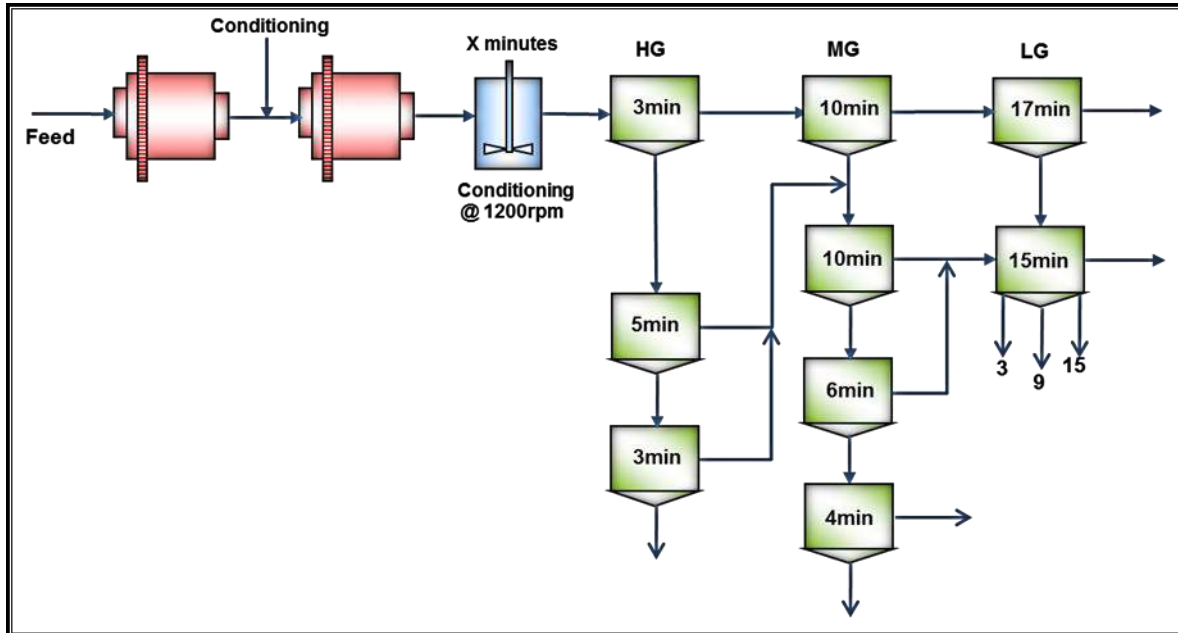 Conditioning
X minutes
HG
MG
LG
Feed
3min
10min
17min
Conditioning
@ 1200rpm
10min
15min
5min
3
9
15
6min
3min
4min